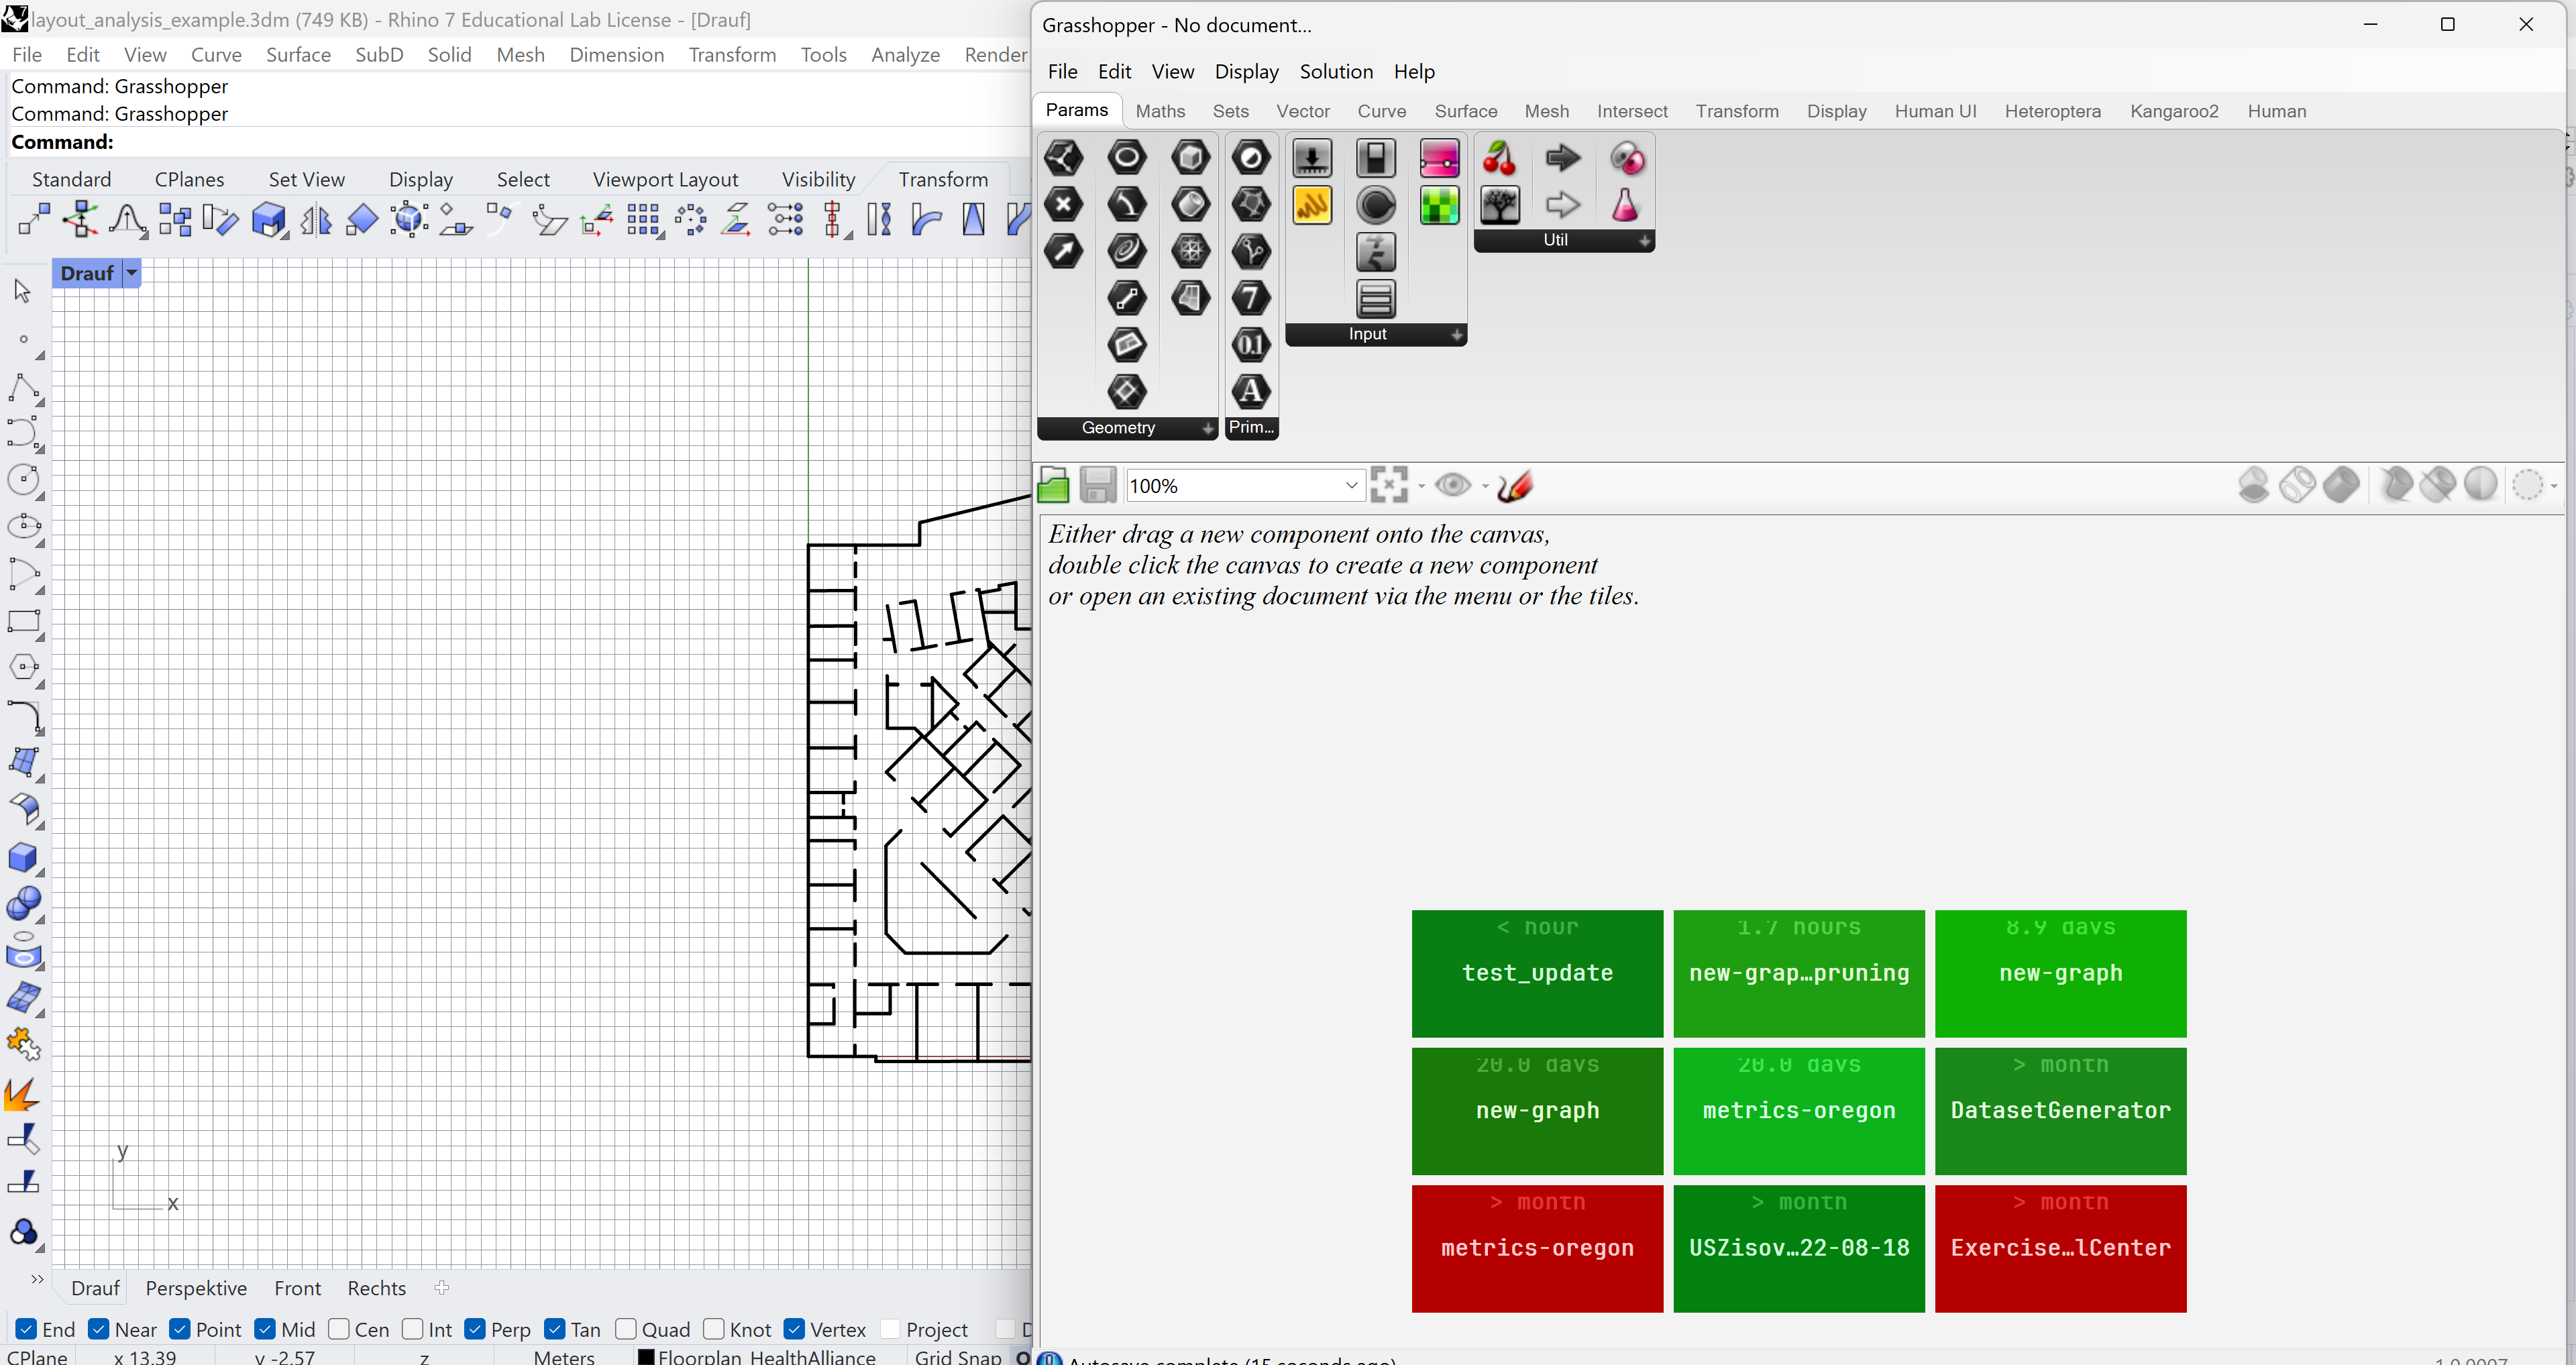 layout_analysis_example.3dm (749 KB) - Rhino 7 Educational Lab License - [Drauf]
File Edit View Curve Surface SubD Solid Mesh Dimension Transform Tools Analyze Render
Command: Grasshopper
Command: Grasshopper
Command:
Standard CPlanes Set View Display Select Viewport Layout Visibility Transform
Drauf
y
x
Drauf Perspektive Front Rechts
End Near Point Mid Cen Int Perp Tan Quad Knot Vertex Project
CPlane x 13.39 y -2.57 z Meters Floorplan_HealthAlliance Grid Snap
Grasshopper - No document...
File Edit View Display Solution Help
Params Maths Sets Vector Curve Surface Mesh Intersect Transform Display Human UI Heteroptera Kangaroo2 Human
7
0.1
A
5
Geometry
Prim...
Input
Util
100%
Either drag a new component onto the canvas,
double click the canvas to create a new component
or open an existing document via the menu or the tiles.
< hour
test_update
1.7 hours
new-grap…pruning
8.9 days
new-graph
20.0 days
new-graph
20.0 days
metrics-oregon
> month
DatasetGenerator
> month
metrics-oregon
> month
USZisov…22-08-18
> month
Exercise…lCenter
Autosave complete (15 seconds ago)
1.0.0007